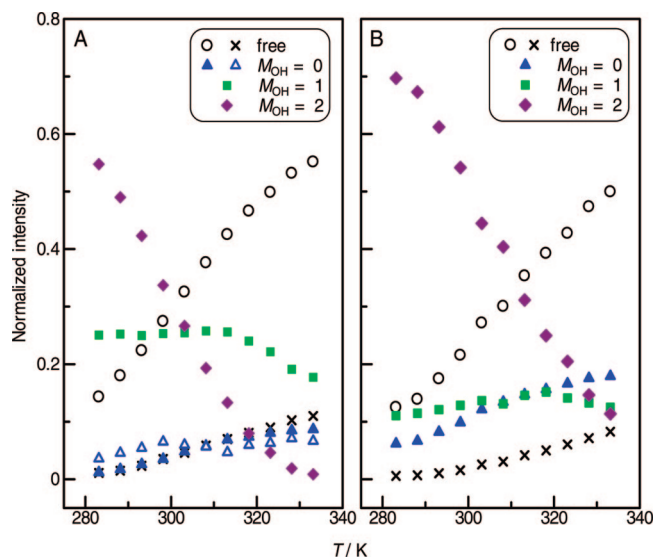 A
free
M_OH = 0
M_OH = 1
M_OH = 2
B
free
M_OH = 0
M_OH = 1
M_OH = 2
Normalized intensity
0.8
0.6
0.4
0.2
0
280 300 320 340 280 300 320 340
T / K